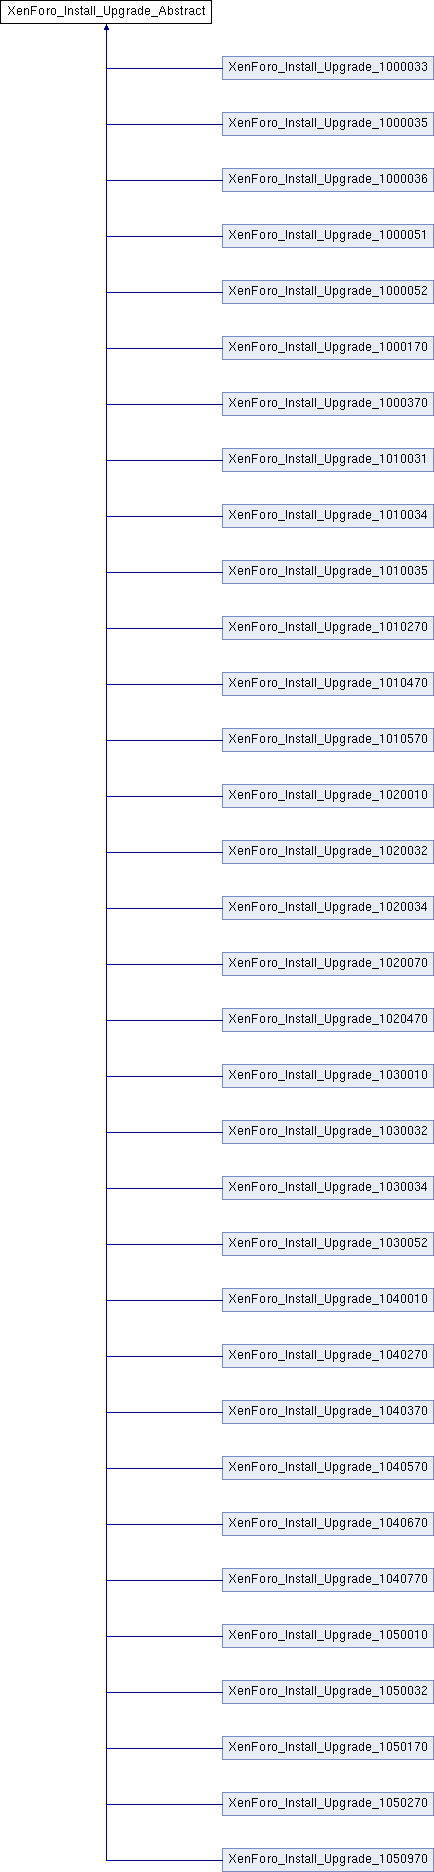 XenForo_Install_Upgrade_Abstract
XenForo_Install_Upgrade_1000033
XenForo_Install_Upgrade_1000035
XenForo_Install_Upgrade_1000036
XenForo_Install_Upgrade_1000051
XenForo_Install_Upgrade_1000052
XenForo_Install_Upgrade_1000170
XenForo_Install_Upgrade_1000370
XenForo_Install_Upgrade_1010031
XenForo_Install_Upgrade_1010034
XenForo_Install_Upgrade_1010035
XenForo_Install_Upgrade_1010270
XenForo_Install_Upgrade_1010470
XenForo_Install_Upgrade_1010570
XenForo_Install_Upgrade_1020010
XenForo_Install_Upgrade_1020032
XenForo_Install_Upgrade_1020034
XenForo_Install_Upgrade_1020070
XenForo_Install_Upgrade_1020470
XenForo_Install_Upgrade_1030010
XenForo_Install_Upgrade_1030032
XenForo_Install_Upgrade_1030034
XenForo_Install_Upgrade_1030052
XenForo_Install_Upgrade_1040010
XenForo_Install_Upgrade_1040270
XenForo_Install_Upgrade_1040370
XenForo_Install_Upgrade_1040570
XenForo_Install_Upgrade_1040670
XenForo_Install_Upgrade_1040770
XenForo_Install_Upgrade_1050010
XenForo_Install_Upgrade_1050032
XenForo_Install_Upgrade_1050170
XenForo_Install_Upgrade_1050270
XenForo_Install_Upgrade_1050970